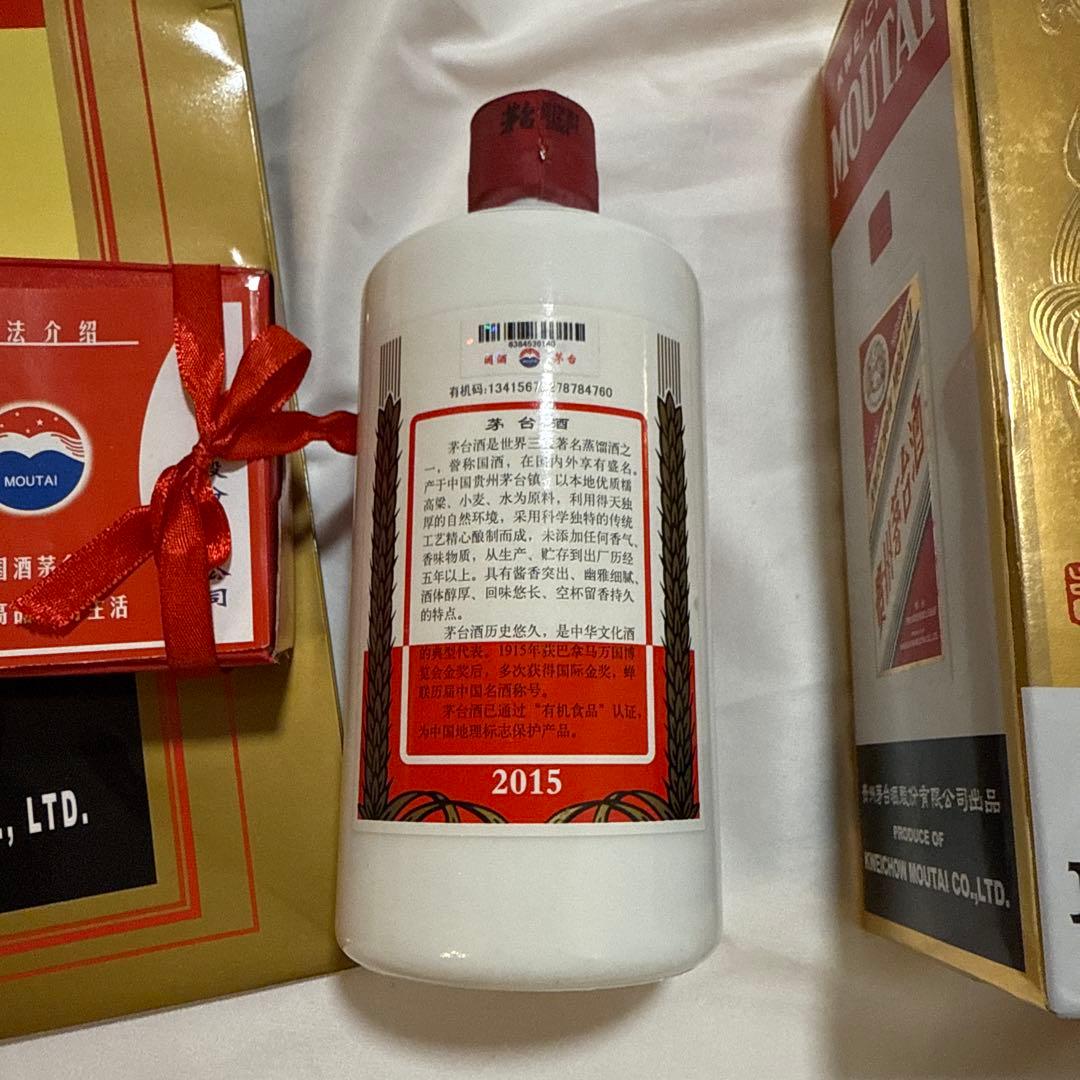 茅台
6384530140
国酒 MOUTAI 茅台
茅台酒
茅台酒是世界三大著名蒸馏酒之
一，誉称国酒，在国内外享有盛名。
产于中国贵州茅台镇，以本地优质糯
高粱、小麦、水为原料，利用得天独
厚的自然环境，采用科学独特的传统
工艺精心酿制而成，未添加任何香气、
香味物质，从生产、贮存到出厂历经
五年以上。具有酱香突出、幽雅细腻、
酒体醇厚、回味悠长、空杯留香持久
的特点。
茅台酒历史悠久，是中华文化酒
的典型代表。1915年获巴拿马万国博
览会金奖后，多次获得国际金奖，蝉
联历届中国名酒称号。
茅台酒已通过“有机食品”认证，
为中国地理标志保护产品。
2015
法介绍
MOUTAI
国酒茅
生活
司
., LTD.
MOUTAI
贵州茅台酒
贵州茅台酒股份有限公司出品
PRODUCE OF
KWEICHOW MOUTAI CO.,LTD.